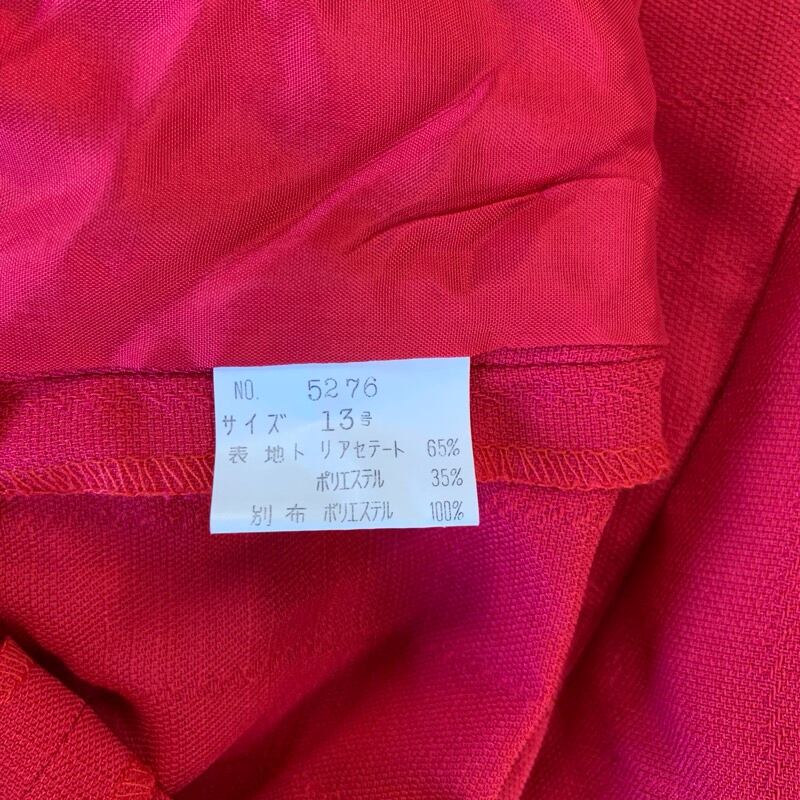 NO. 5276
サイズ 13号
表地ト リアセテート 65%
ポリエステル 35%
別布 ポリエステル 100%